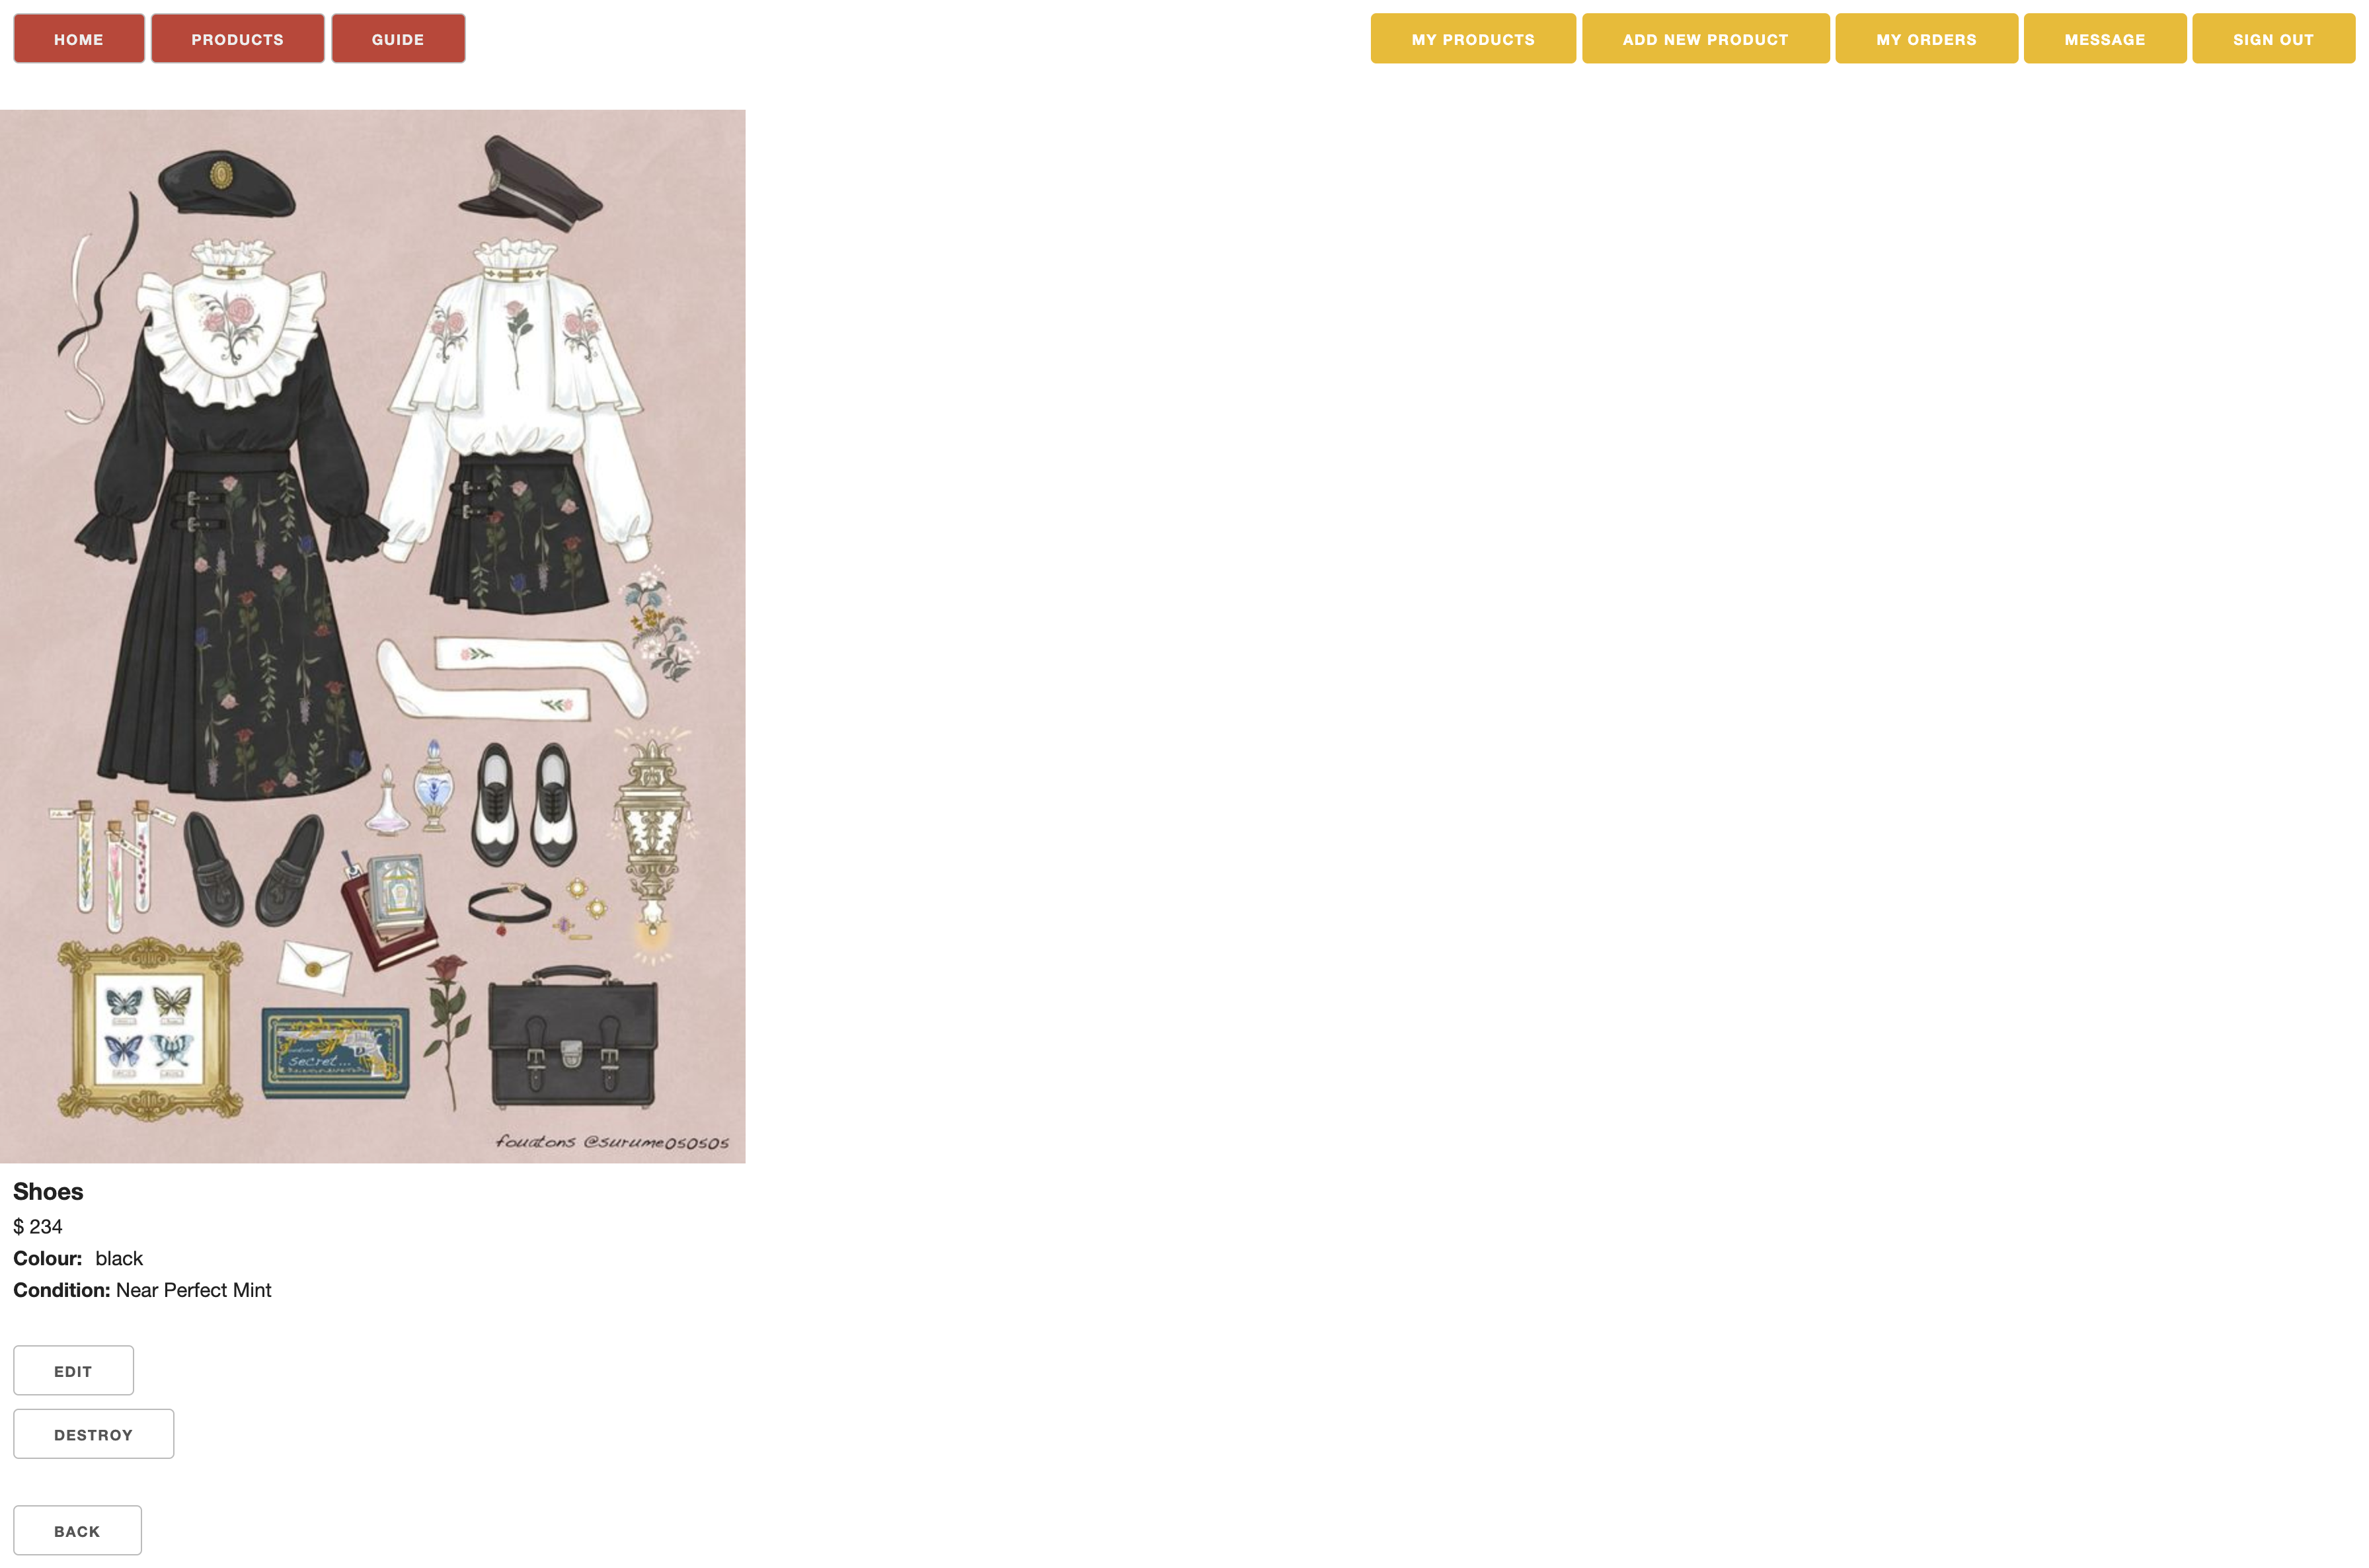 HOME PRODUCTS GUIDE MY PRODUCTS ADD NEW PRODUCT MY ORDERS MESSAGE SIGN OUT
secret...
fouatons @surume050505
Shoes
$ 234
Colour: black
Condition: Near Perfect Mint
EDIT
DESTROY
BACK